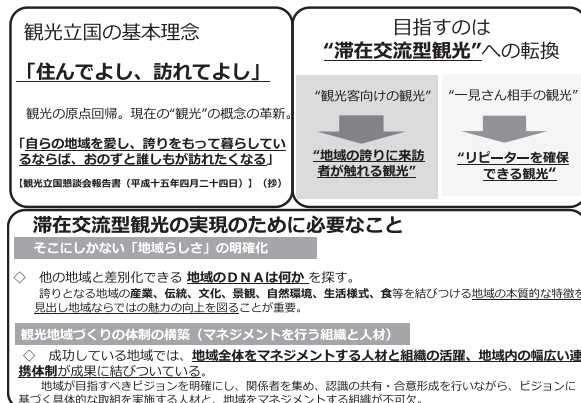 観光立国の基本理念
「住んでよし、訪れてよし」
観光の原点回帰。現在の“観光”の概念の革新。
「自らの地域を愛し、誇りをもって暮らしてい
るならば、おのずと誰しもが訪れたくなる」
【観光立国懇談会報告書（平成十五年四月二十四日）】（抄）
目指すのは
“滞在交流型観光”への転換
“観光客向けの観光”
“地域の誇りに来訪
者が触れる観光”
“一見さん相手の観光”
“リピーターを確保
できる観光“
滞在交流型観光の実現のために必要なこと
そこにしかない「地域らしさ」の明確化
◇ 他の地域と差別化できる 地域のＤＮＡは何か を探す。
誇りとなる地域の産業、伝統、文化、景観、自然環境、生活様式、食等を結びつける地域の本質的な特徴を
見出し地域ならではの魅力の向上を図ることが重要。
観光地域づくりの体制の構築（マネジメントを行う組織と人材）
◇ 成功している地域では、地域全体をマネジメントする人材と組織の活躍、地域内の幅広い連
携体制が成果に結びついている。
地域が目指すべきビジョンを明確にし、関係者を集め、認識の共有・合意形成を行いながら、ビジョンに
基づく具体的な取組を実施する人材と、地域をマネジメントする組織が不可欠。